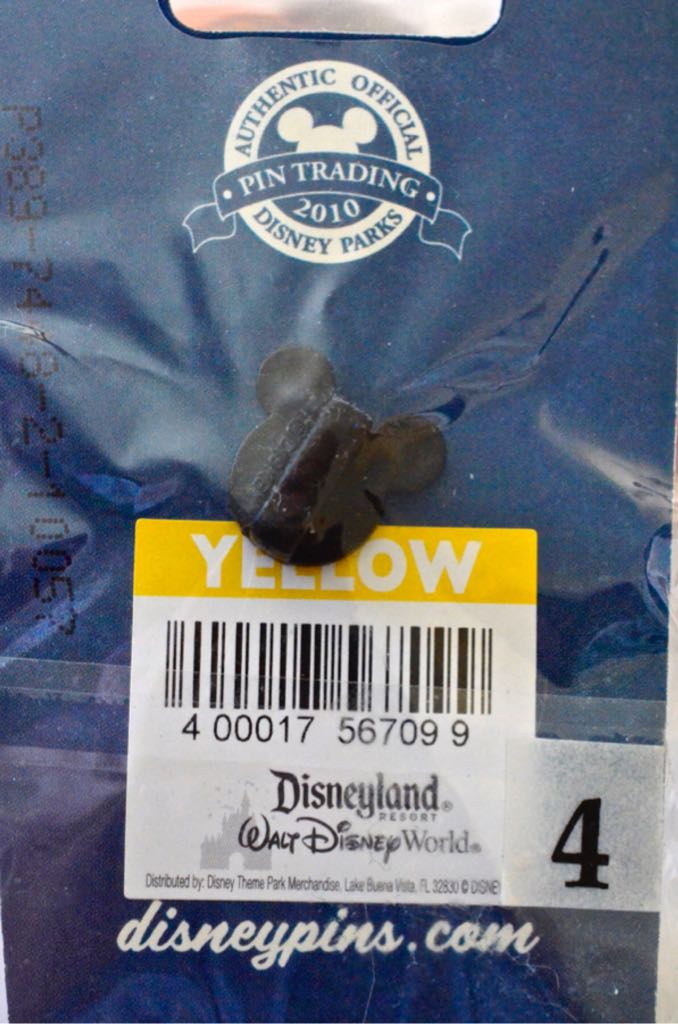 AUTHENTIC OFFICIAL
PIN TRADING
2010
DISNEY PARKS
YELLOW
4 00017 56709 9
Disneyland
RESORT
WALT DISNEY World
Distributed by: Disney Theme Park Merchandise, Lake Buena Vista, FL 32830 © DISNEY
4
disneypins.com